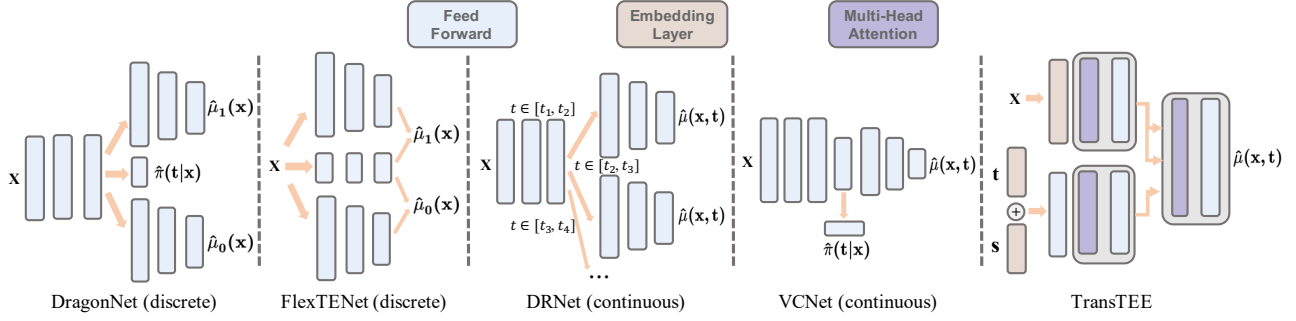 Feed
Forward
Embedding
Layer
Multi-Head
Attention
x
μ̂₁(x)
π̂(t|x)
μ̂₀(x)
DragonNet (discrete)
x
μ̂₁(x)
μ̂₀(x)
FlexTENet (discrete)
x
t ∈ [t₁, t₂]
t ∈ [t₂, t₃]
t ∈ [t₃, t₄]
μ̂(x, t)
μ̂(x, t)
...
DRNet (continuous)
x
μ̂(x, t)
π̂(t|x)
VCNet (continuous)
x
t
+
s
μ̂(x, t)
TransTEE